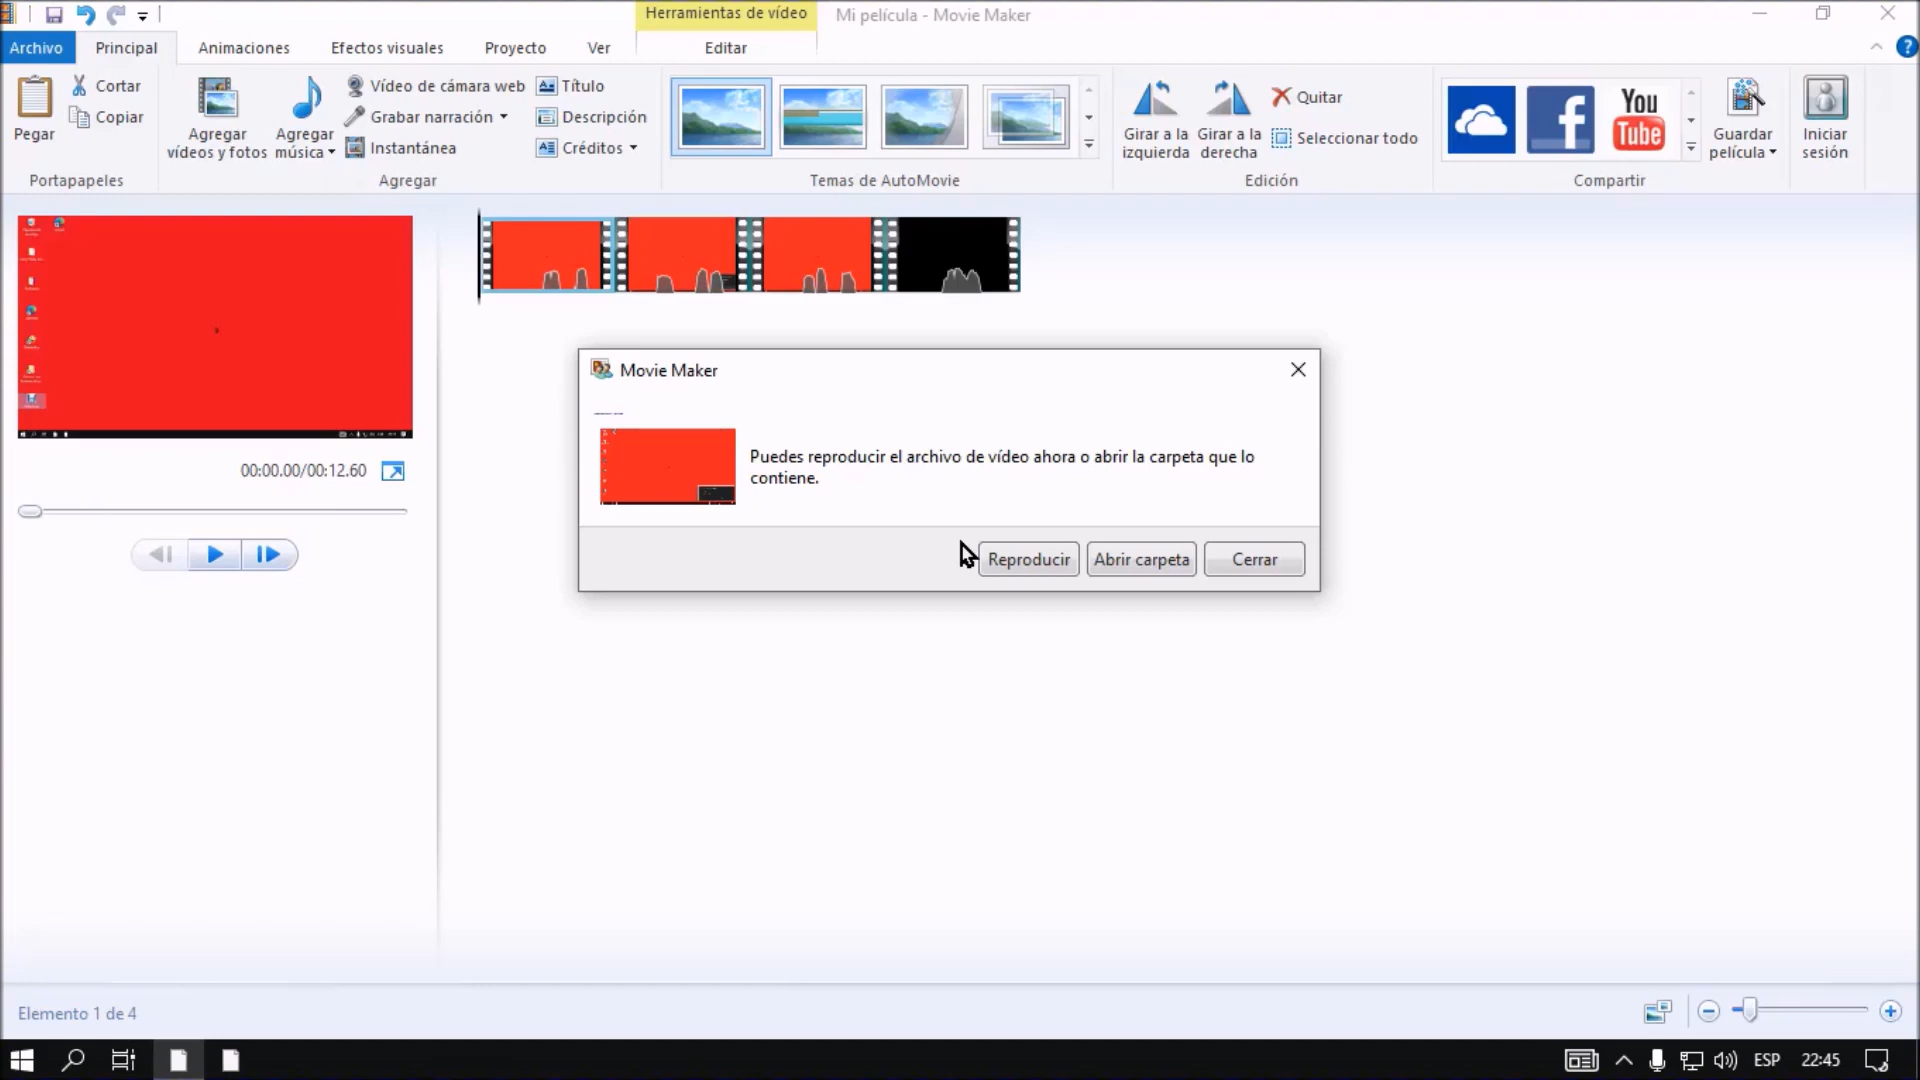 Herramientas de vídeo
Mi película - Movie Maker
Archivo
Principal
Animaciones
Efectos visuales
Proyecto
Ver
Editar
Pegar
Cortar
Copiar
Portapapeles
Agregar
vídeos y fotos
Agregar
música
Vídeo de cámara web
Grabar narración
Instantánea
Título
Descripción
Créditos
Agregar
Temas de AutoMovie
Girar a la
izquierda
Girar a la
derecha
Quitar
Seleccionar todo
Edición
f
You
Tube
Compartir
Guardar
película
Iniciar
sesión
00:00.00/00:12.60
Movie Maker
Puedes reproducir el archivo de vídeo ahora o abrir la carpeta que lo
contiene.
Reproducir
Abrir carpeta
Cerrar
Elemento 1 de 4
ESP
22:45